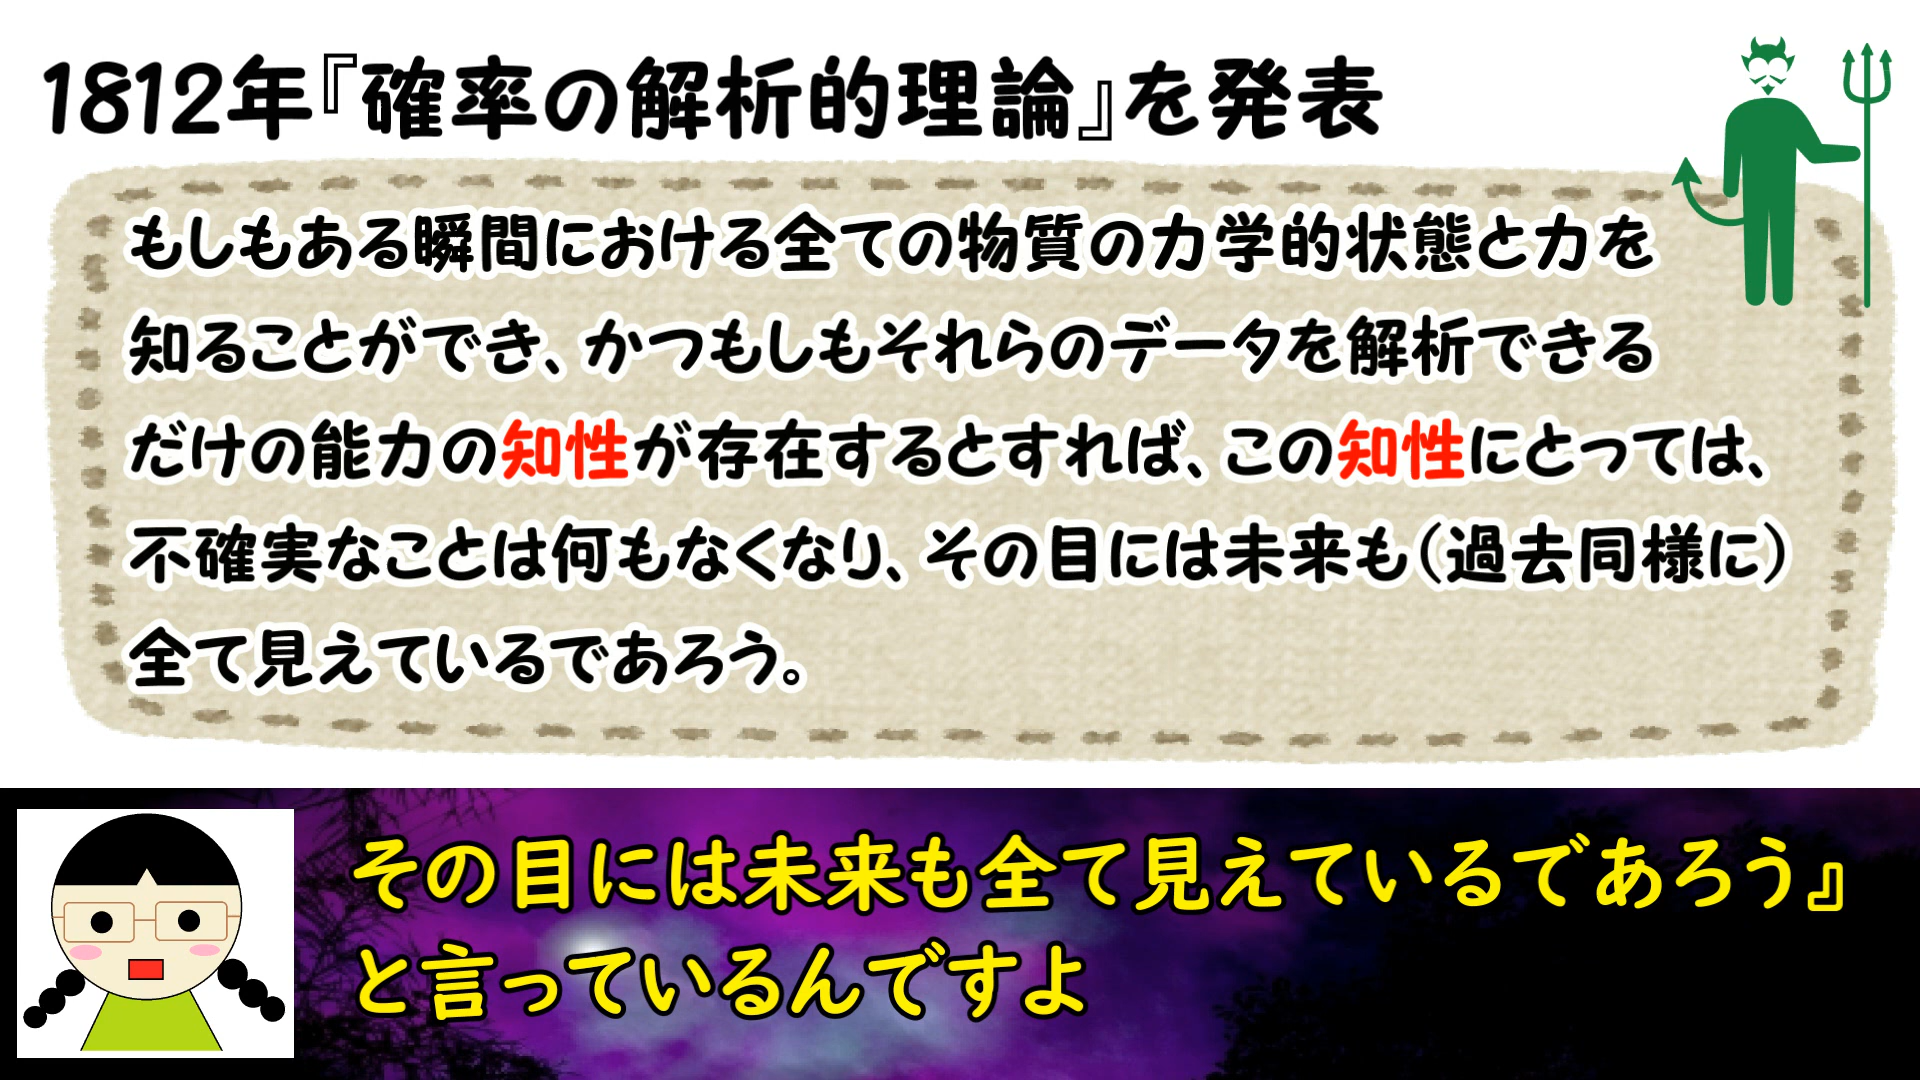 1812年『確率の解析的理論』を発表
もしもある瞬間における全ての物質の力学的状態と力を
知ることができ、かつもしもそれらのデータを解析できる
だけの能力の知性が存在するとすれば、この知性にとっては、
不確実なことは何もなくなり、その目には未来も(過去同様に)
全て見えているであろう。
その目には未来も全て見えているであろう』
と言っているんですよ